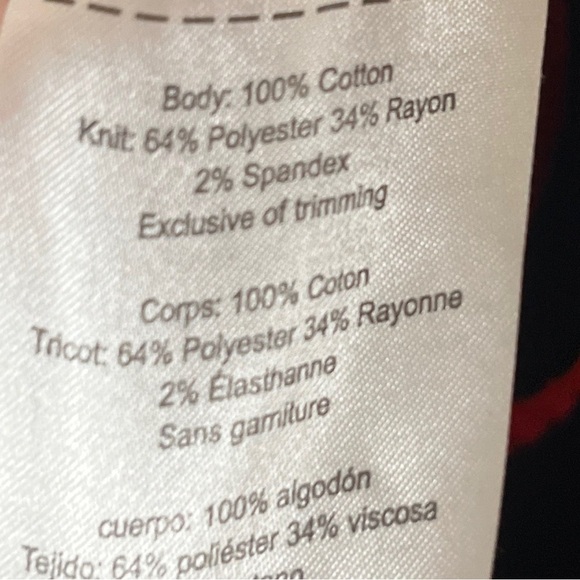 Body: 100% Cotton
Knit: 64% Polyester 34% Rayon
2% Spandex
Exclusive of trimming
Corps: 100% Coton
Tricot: 64% Polyester 34% Rayonne
2% Élasthanne
Sans garniture
cuerpo: 100% algodón
Tejido: 64% poliéster 34% viscosa